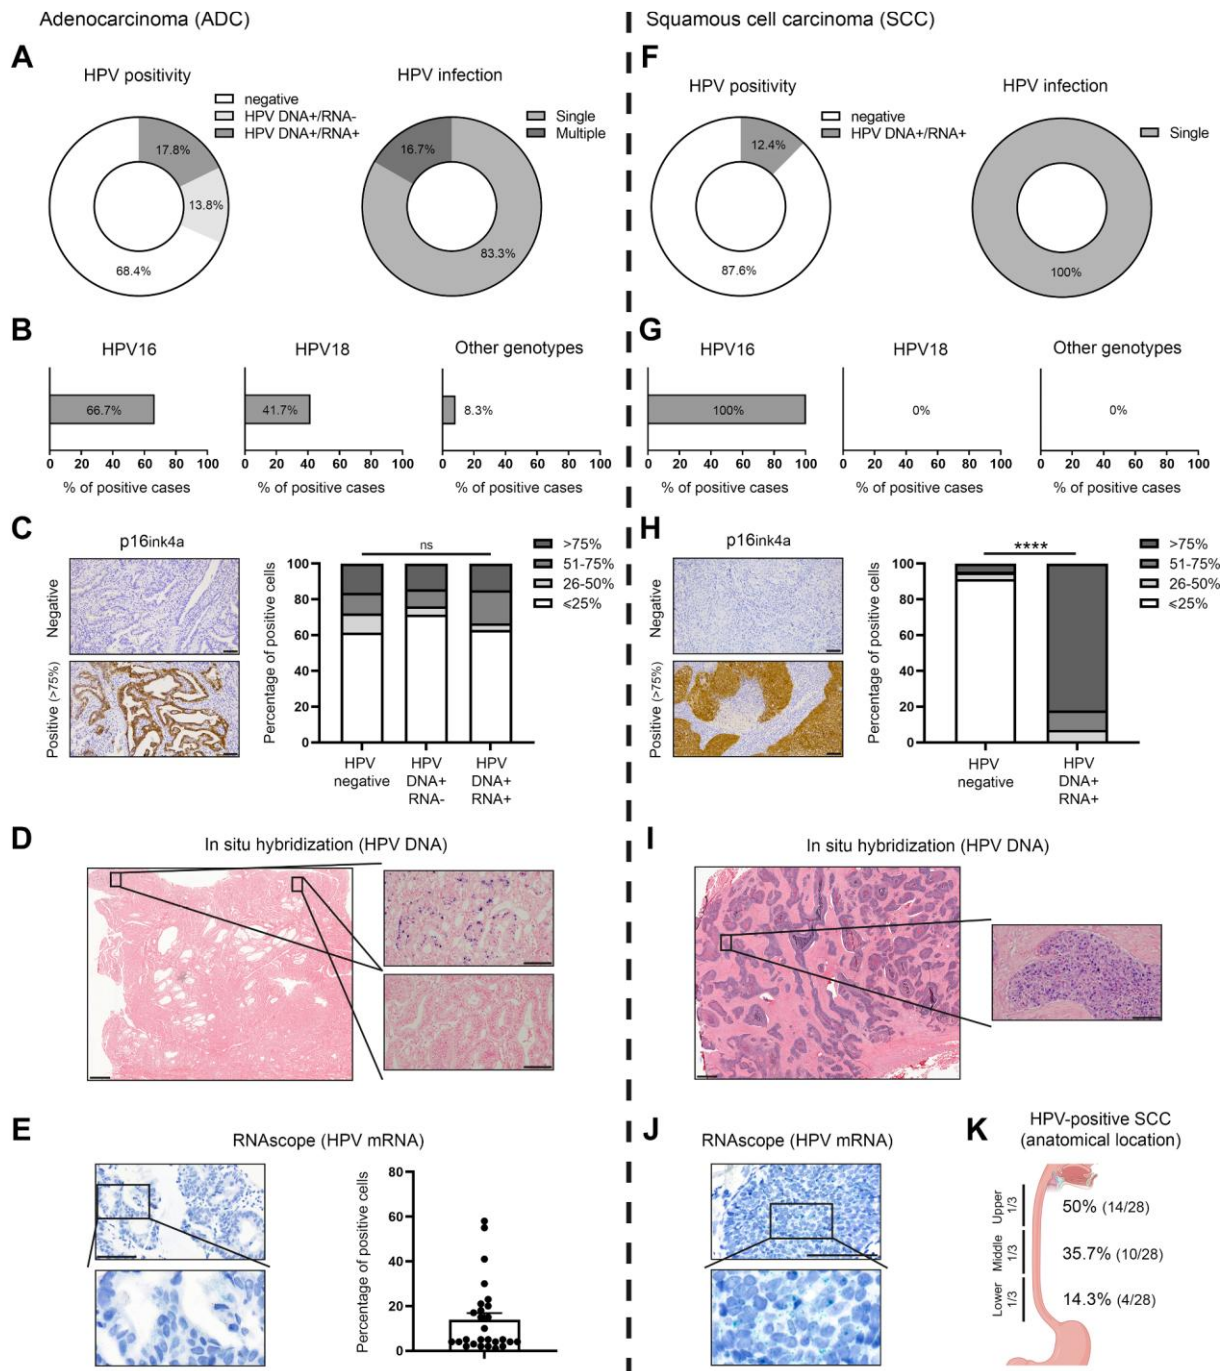 Adenocarcinoma (ADC)
Squamous cell carcinoma (SCC)
A
HPV positivity
negative
HPV DNA+/RNA-
HPV DNA+/RNA+
17.8%
13.8%
68.4%
HPV infection
Single
Multiple
16.7%
83.3%
F
HPV positivity
negative
HPV DNA+/RNA+
12.4%
87.6%
HPV infection
Single
100%
B
HPV16
66.7%
0 20 40 60 80 100
% of positive cases
HPV18
41.7%
0 20 40 60 80 100
% of positive cases
Other genotypes
8.3%
0 20 40 60 80 100
% of positive cases
G
HPV16
100%
0 20 40 60 80 100
% of positive cases
HPV18
0%
0 20 40 60 80 100
% of positive cases
Other genotypes
0%
0 20 40 60 80 100
% of positive cases
C
p16ink4a
Negative
Positive (>75%)
Percentage of positive cells
100
80
60
40
20
0
ns
>75%
51-75%
26-50%
⩽25%
HPV
negative
HPV
DNA+
RNA-
HPV
DNA+
RNA+
H
p16ink4a
Negative
Positive (>75%)
Percentage of positive cells
100
80
60
40
20
0
****
>75%
51-75%
26-50%
⩽25%
HPV
negative
HPV
DNA+
RNA+
D
In situ hybridization (HPV DNA)
I
In situ hybridization (HPV DNA)
E
RNAscope (HPV mRNA)
Percentage of positive cells
80
60
40
20
0
J
RNAscope (HPV mRNA)
K
HPV-positive SCC
(anatomical location)
Upper
1/3
50% (14/28)
Middle
1/3
35.7% (10/28)
Lower
1/3
14.3% (4/28)